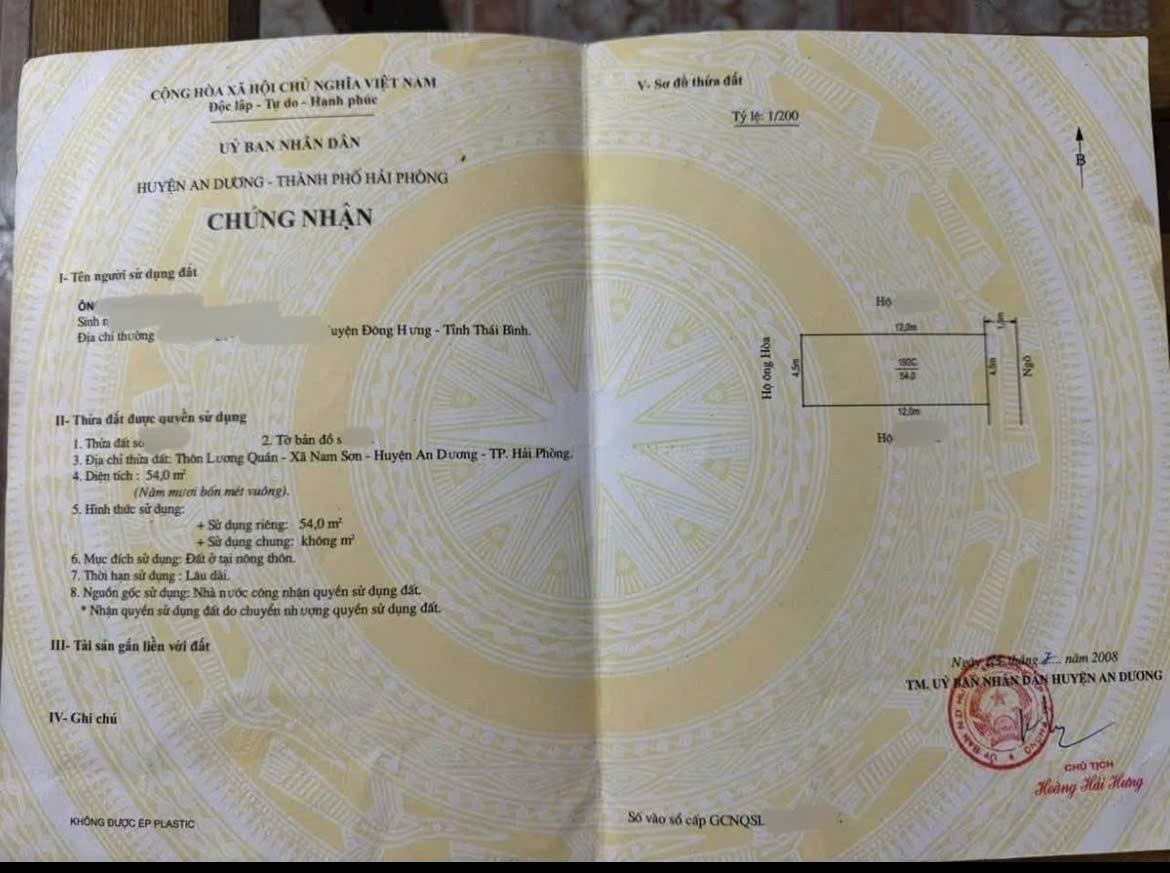 CỘNG HÒA XÃ HỘI CHỦ NGHĨA VIỆT NAM
Độc lập - Tự do - Hạnh phúc
UỶ BAN NHÂN DÂN
HUYỆN AN DƯƠNG - THÀNH PHỐ HẢI PHÒNG
CHỨNG NHẬN
I- Tên người sử dụng đất
ÔN
Sinh n
Địa chỉ thường uyện Đông Hưng - Tỉnh Thái Bình.
II- Thửa đất được quyền sử dụng
1. Thửa đất số 2. Tờ bản đồ s
3. Địa chỉ thửa đất: Thôn Lương Quán - Xã Nam Sơn - Huyện An Dương - TP. Hải Phòng.
4. Diện tích : 54,0 m²
(Năm mươi bốn mét vuông).
5. Hình thức sử dụng:
+ Sử dụng riêng: 54,0 m²
+ Sử dụng chung: không m²
6. Mục đích sử dụng: Đất ở tại nông thôn.
7. Thời hạn sử dụng : Lâu dài.
8. Nguồn gốc sử dụng: Nhà nước công nhận quyền sử dụng đất.
* Nhận quyền sử dụng đất do chuyển nhượng quyền sử dụng đất.
III- Tài sản gắn liền với đất
IV- Ghi chú
KHÔNG ĐƯỢC ÉP PLASTIC
V- Sơ đồ thửa đất
Tỷ lệ: 1/200
B
Hộ
12,0m
Hộ ông Hòa
4,5m
192C
54.0
4,5m
Ngõ
12,0m
Hộ
Ngày tháng 7 năm 2008
TM. UỶ BAN NHÂN DÂN HUYỆN AN DƯƠNG
CHỦ TỊCH
Hoàng Hải Hưng
Số vào sổ cấp GCNQSL